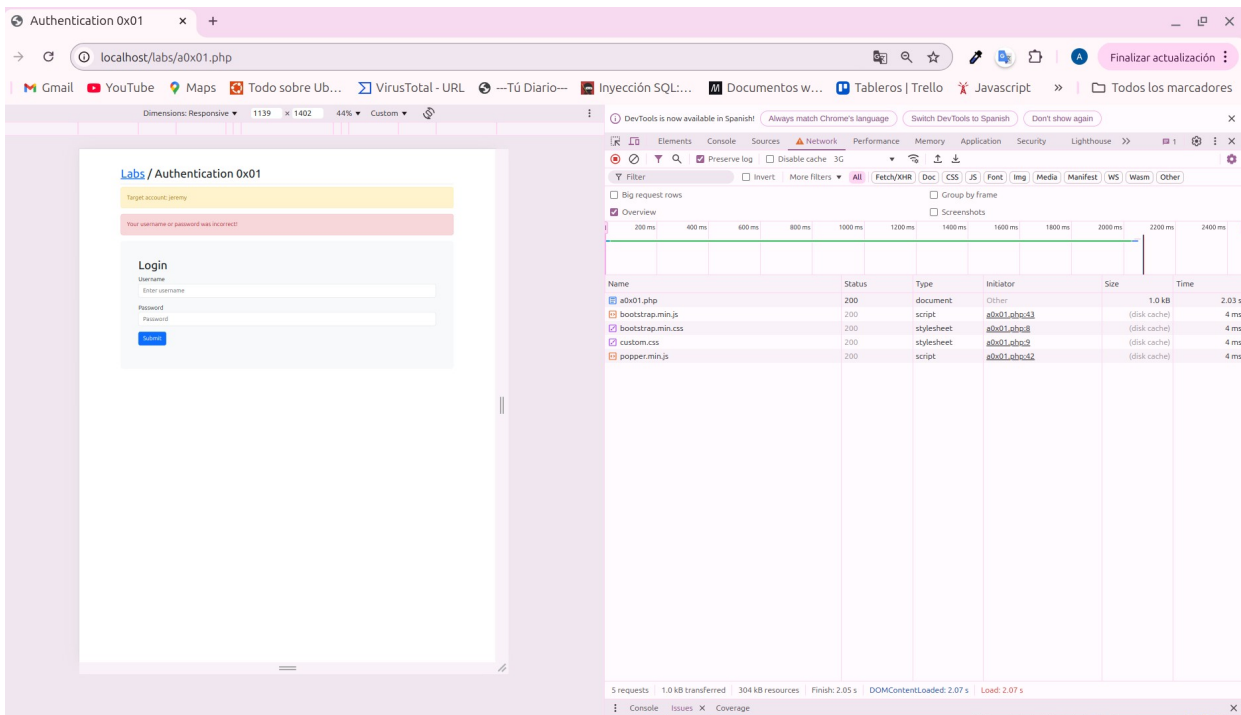 Authentication 0x01
localhost/labs/a0x01.php
A
Finalizar actualización
Gmail YouTube Maps Todo sobre Ub... VirusTotal - URL ---Tú Diario--- Inyección SQL:... Documentos w... Tableros | Trello Javascript » Todos los marcadores
Dimensions: Responsive ▼ 1139 × 1402 44% ▼ Custom ▼
Labs / Authentication 0x01
Target account: jeremy
Your username or password was incorrect!
Login
Username
Enter username
Password
Password
Submit
DevTools is now available in Spanish! Always match Chrome's language Switch DevTools to Spanish Don't show again
Elements Console Sources Network Performance Memory Application Security Lighthouse » 1
Preserve log Disable cache 3G ▼
Filter Invert More filters ▼ All Fetch/XHR Doc CSS JS Font Img Media Manifest WS Wasm Other
Big request rows Group by frame
Overview Screenshots
200 ms 400 ms 600 ms 800 ms 1000 ms 1200 ms 1400 ms 1600 ms 1800 ms 2000 ms 2200 ms 2400 ms
Name Status Type Initiator Size Time
a0x01.php 200 document Other 1.0 kB 2.03 s
bootstrap.min.js 200 script a0x01.php:43 (disk cache) 4 ms
bootstrap.min.css 200 stylesheet a0x01.php:8 (disk cache) 4 ms
custom.css 200 stylesheet a0x01.php:9 (disk cache) 4 ms
popper.min.js 200 script a0x01.php:42 (disk cache) 4 ms
5 requests 1.0 kB transferred 304 kB resources Finish: 2.05 s DOMContentLoaded: 2.07 s Load: 2.07 s
Console Issues Coverage